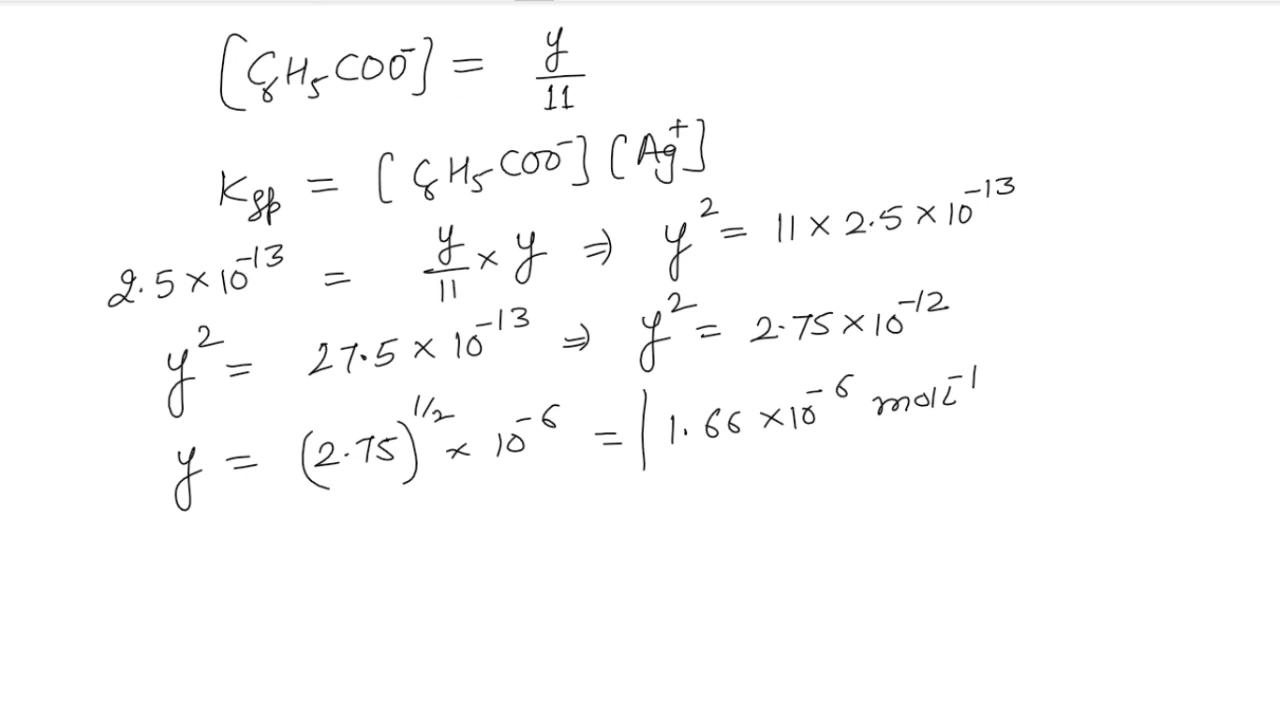 [C₆H₅COO⁻] = y/11
Ksp = [C₆H₅COO⁻] [Ag⁺]
2.5 × 10⁻¹³ = y/11 × y ⇒ y² = 11 × 2.5 × 10⁻¹³
y² = 27.5 × 10⁻¹³ ⇒ y² = 2.75 × 10⁻¹²
y = (2.75)^1/2 × 10⁻⁶ = | 1.66 × 10⁻⁶ mol L⁻¹